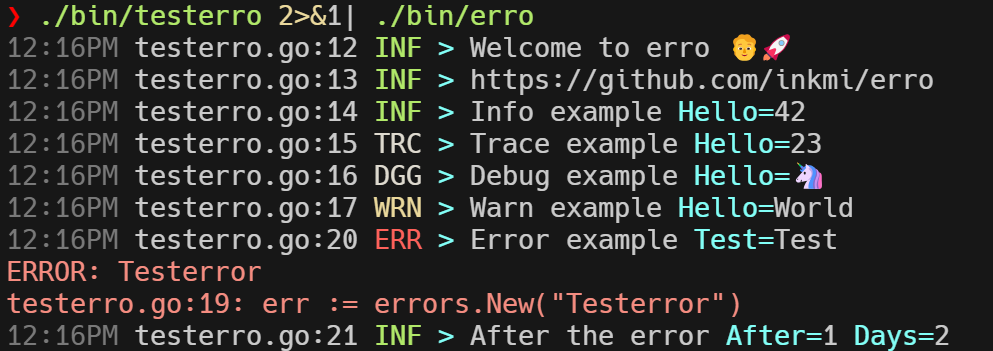 ❯ ./bin/testerro 2>&1| ./bin/erro
12:16PM testerro.go:12 INF > Welcome to erro 👨‍🦱🚀
12:16PM testerro.go:13 INF > https://github.com/inkmi/erro
12:16PM testerro.go:14 INF > Info example Hello=42
12:16PM testerro.go:15 TRC > Trace example Hello=23
12:16PM testerro.go:16 DGG > Debug example Hello=🦄
12:16PM testerro.go:17 WRN > Warn example Hello=World
12:16PM testerro.go:20 ERR > Error example Test=Test
ERROR: Testerror
testerro.go:19: err := errors.New("Testerror")
12:16PM testerro.go:21 INF > After the error After=1 Days=2